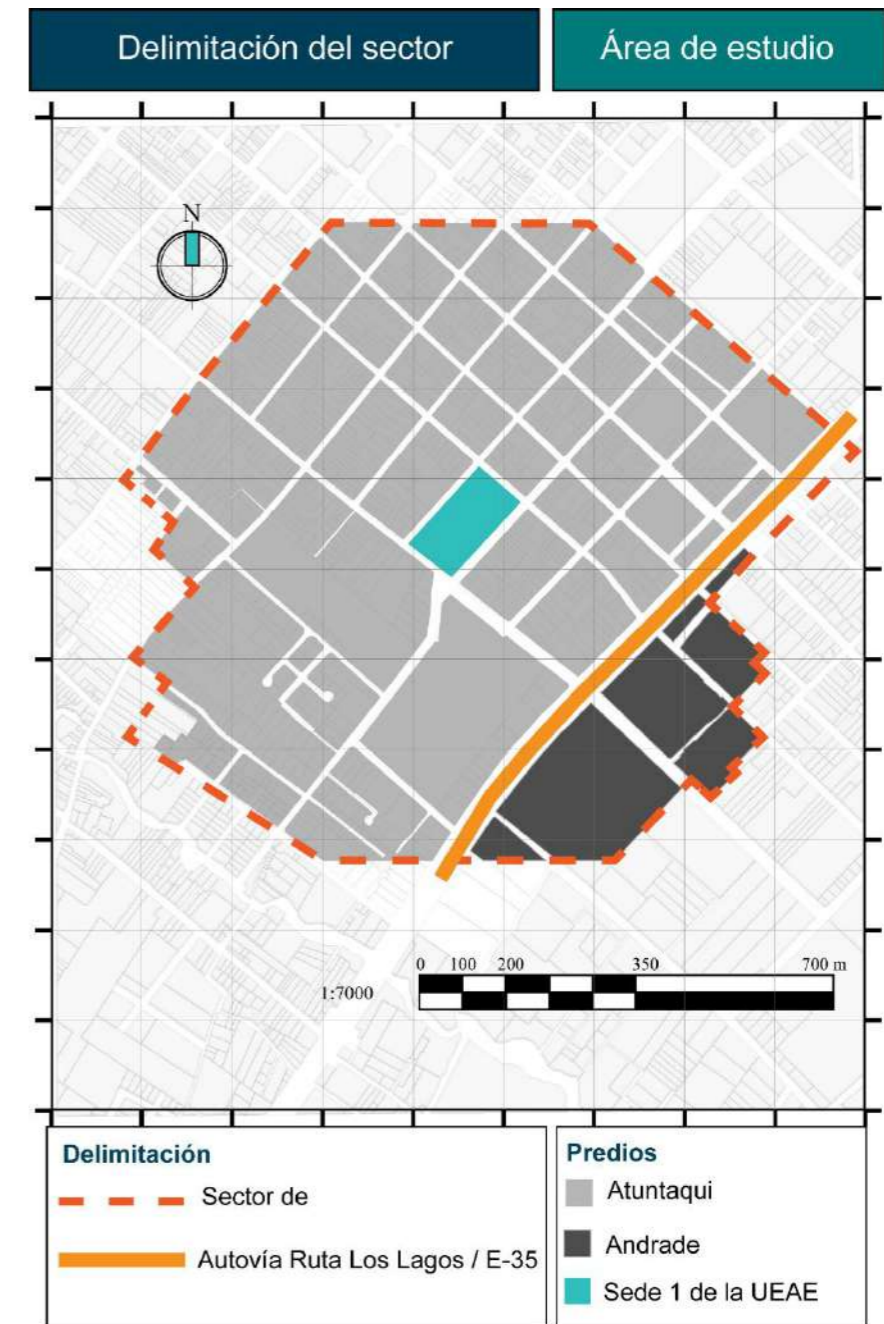 Delimitación del sector
Área de estudio
N
0 100 200 350 700 m
1:7000
Delimitación
Sector de
Autovía Ruta Los Lagos / E-35
Predios
Atuntaqui
Andrade
Sede 1 de la UEAE